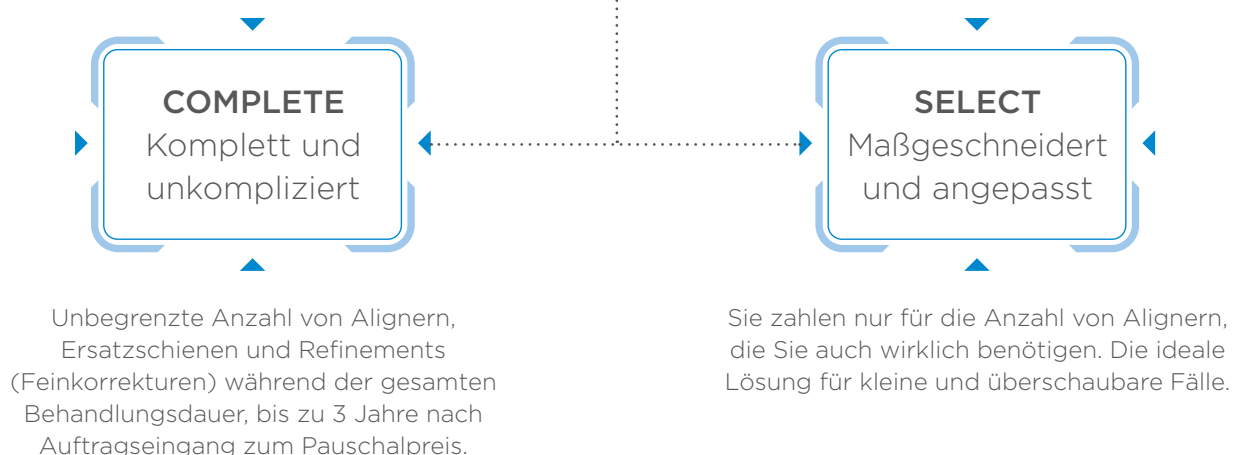 COMPLETE
Komplett und
unkompliziert
SELECT
Maßgeschneidert
und angepasst
Unbegrenzte Anzahl von Alignern,
Ersatzschienen und Refinements
(Feinkorrekturen) während der gesamten
Behandlungsdauer, bis zu 3 Jahre nach
Auftragseingang zum Pauschalpreis.
Sie zahlen nur für die Anzahl von Alignern,
die Sie auch wirklich benötigen. Die ideale
Lösung für kleine und überschaubare Fälle.